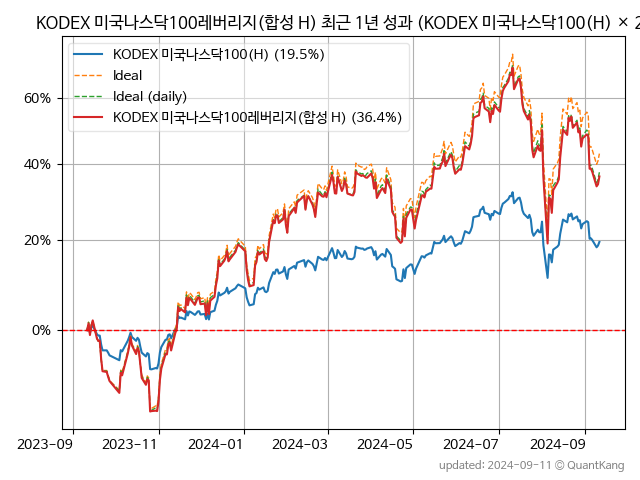 KODEX 미국나스닥100레버리지(합성 H) 최근 1년 성과 (KODEX 미국나스닥100(H) × 2
KODEX 미국나스닥100(H) (19.5%)
Ideal
Ideal (daily)
KODEX 미국나스닥100레버리지(합성 H) (36.4%)
60%
40%
20%
0%
2023-09 2023-11 2024-01 2024-03 2024-05 2024-07 2024-09
updated: 2024-09-11 © QuantKang